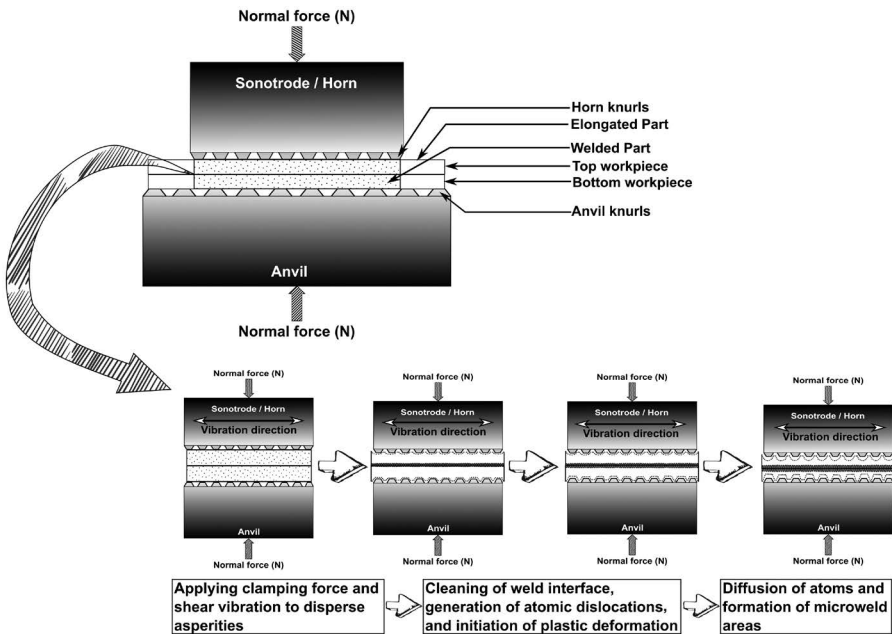 Normal force (N)
Sonotrode / Horn
Horn knurls
Elongated Part
Welded Part
Top workpiece
Bottom workpiece
Anvil knurls
Anvil
Normal force (N)
Normal force (N)
Normal force (N)
Normal force (N)
Normal force (N)
Sonotrode / Horn
Sonotrode / Horn
Sonotrode / Horn
Sonotrode / Horn
Vibration direction
Vibration direction
Vibration direction
Vibration direction
Anvil
Anvil
Anvil
Anvil
Normal force (N)
Normal force (N)
Normal force (N)
Normal force (N)
Applying clamping force and
shear vibration to disperse
asperities
Cleaning of weld interface,
generation of atomic dislocations,
and initiation of plastic deformation
Diffusion of atoms and
formation of microweld
areas